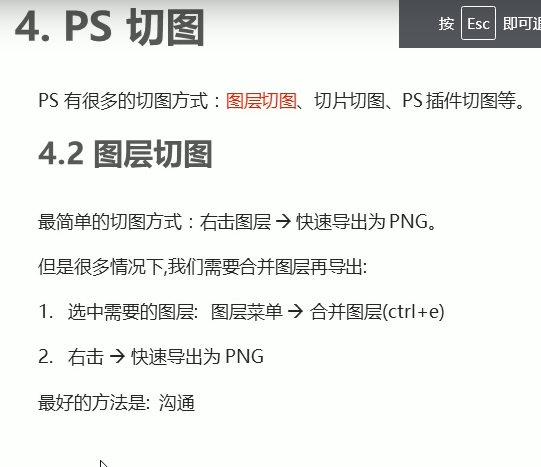 4. PS 切图
按 Esc 即可退
PS 有很多的切图方式：图层切图、切片切图、PS 插件切图等。
4.2 图层切图
最简单的切图方式：右击图层 → 快速导出为 PNG。
但是很多情况下,我们需要合并图层再导出:
1. 选中需要的图层: 图层菜单 → 合并图层(ctrl+e)
2. 右击 → 快速导出为 PNG
最好的方法是: 沟通